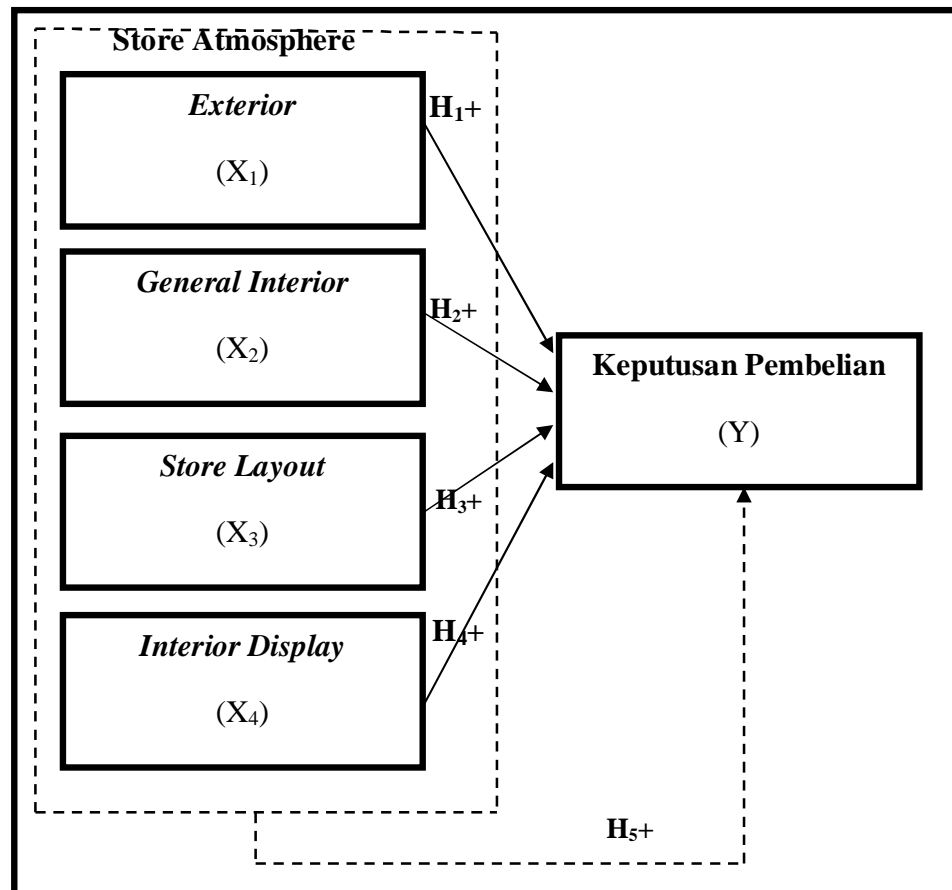 Store Atmosphere
Exterior
(X₁)
H₁+
General Interior
(X₂)
H₂+
Store Layout
(X₃)
H₃+
Interior Display
(X₄)
H₄+
Keputusan Pembelian
(Y)
H₅+